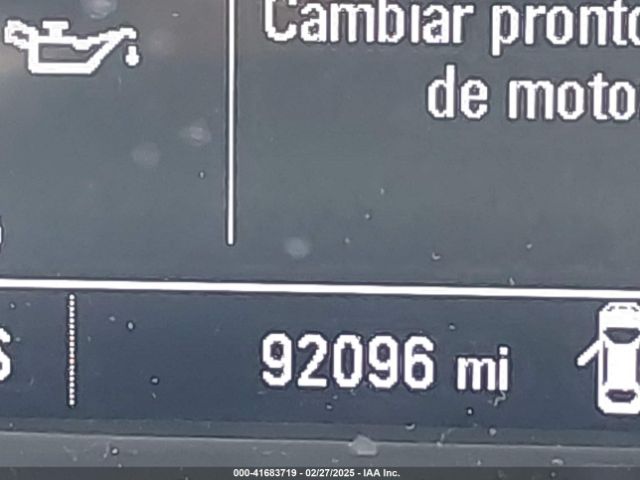 Cambiar pronto
de motor
92096 mi
000-41683719 - 02/27/2025 - IAA Inc.